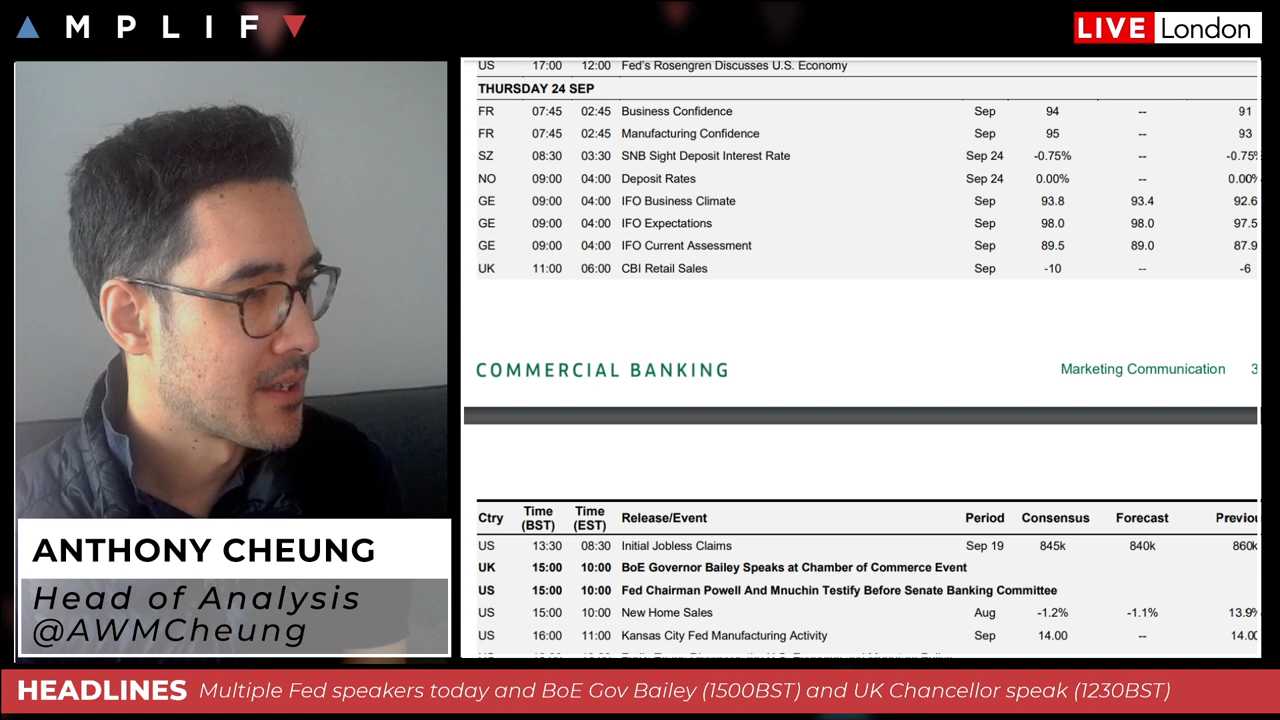 AMPLIFY
LIVE London
US 17:00 12:00 Fed's Rosengren Discusses U.S. Economy
THURSDAY 24 SEP
FR 07:45 02:45 Business Confidence Sep 94 -- 91
FR 07:45 02:45 Manufacturing Confidence Sep 95 -- 93
SZ 08:30 03:30 SNB Sight Deposit Interest Rate Sep 24 -0.75% -- -0.75%
NO 09:00 04:00 Deposit Rates Sep 24 0.00% -- 0.00%
GE 09:00 04:00 IFO Business Climate Sep 93.8 93.4 92.6
GE 09:00 04:00 IFO Expectations Sep 98.0 98.0 97.5
GE 09:00 04:00 IFO Current Assessment Sep 89.5 89.0 87.9
UK 11:00 06:00 CBI Retail Sales Sep -10 -- -6
COMMERCIAL BANKING Marketing Communication 3
Ctry Time (BST) Time (EST) Release/Event Period Consensus Forecast Previou
US 13:30 08:30 Initial Jobless Claims Sep 19 845k 840k 860k
UK 15:00 10:00 BoE Governor Bailey Speaks at Chamber of Commerce Event
US 15:00 10:00 Fed Chairman Powell And Mnuchin Testify Before Senate Banking Committee
US 15:00 10:00 New Home Sales Aug -1.2% -1.1% 13.9%
US 16:00 11:00 Kansas City Fed Manufacturing Activity Sep 14.00 -- 14.00
ANTHONY CHEUNG
Head of Analysis
@AWMCheung
HEADLINES Multiple Fed speakers today and BoE Gov Bailey (1500BST) and UK Chancellor speak (1230BST)